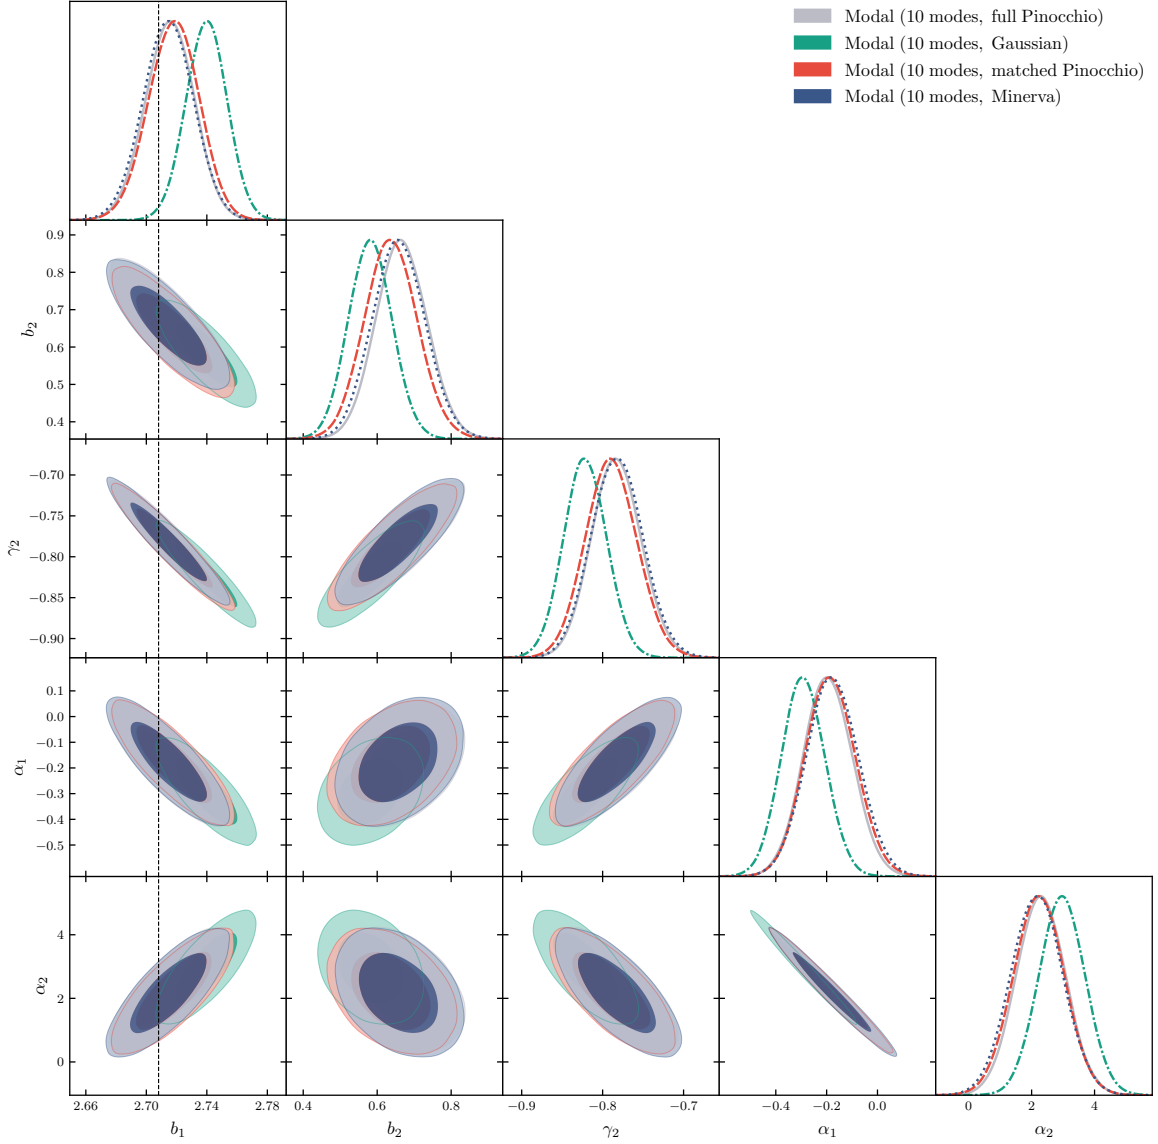 Modal (10 modes, full Pinocchio)
Modal (10 modes, Gaussian)
Modal (10 modes, matched Pinocchio)
Modal (10 modes, Minerva)
0.9
0.8
0.7
0.6
0.5
0.4
b₂
−0.70
−0.75
−0.80
−0.85
−0.90
γ₂
0.1
0.0
−0.1
−0.2
−0.3
−0.4
−0.5
α₁
4
2
0
α₂
2.66 2.70 2.74 2.78
b₁
0.4 0.6 0.8
b₂
−0.9 −0.8 −0.7
γ₂
−0.4 −0.2 0.0
α₁
0 2 4
α₂